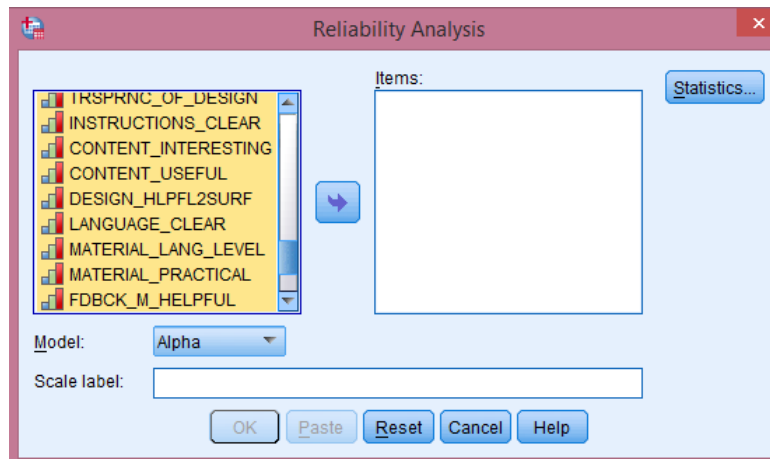 Reliability Analysis
Items:
Statistics...
TRSPRNC_OF_DESIGN
INSTRUCTIONS_CLEAR
CONTENT_INTERESTING
CONTENT_USEFUL
DESIGN_HLPFL2SURF
LANGUAGE_CLEAR
MATERIAL_LANG_LEVEL
MATERIAL_PRACTICAL
FDBCK_M_HELPFUL
Model:
Alpha
Scale label:
OK Paste Reset Cancel Help